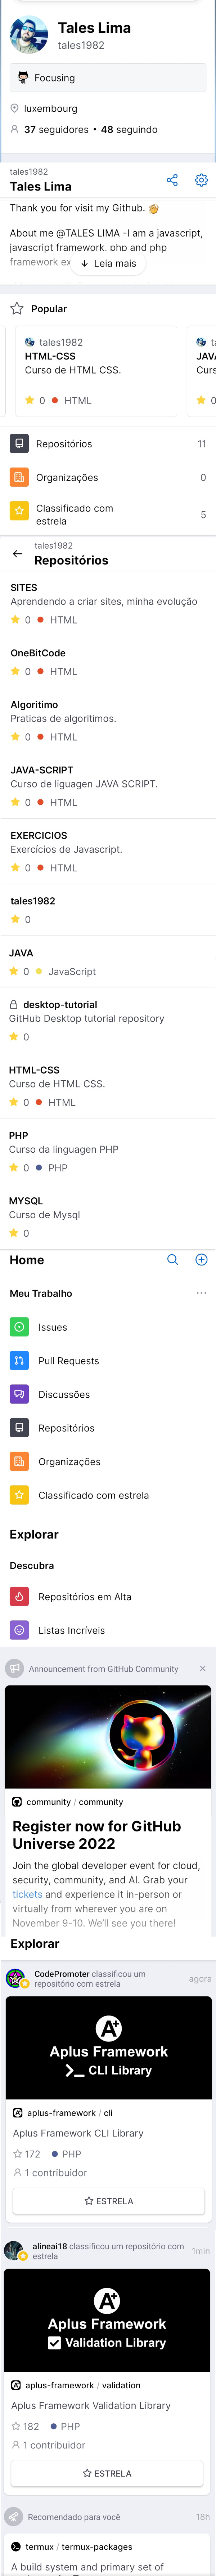 Tales Lima
tales1982
Focusing
luxembourg
37 seguidores • 48 seguindo
tales1982
Tales Lima
Thank you for visit my Github. 👋
About me @TALES LIMA -I am a javascript,
javascript framework. php and php
framework ex
Leia mais
Popular
tales1982
HTML-CSS
Curso de HTML CSS.
0 HTML
ta
JAVA
Curs
0
Repositórios 11
Organizações 0
Classificado com
estrela
5
tales1982
Repositórios
SITES
Aprendendo a criar sites, minha evolução
0 HTML
OneBitCode
0 HTML
Algoritimo
Praticas de algoritimos.
0 HTML
JAVA-SCRIPT
Curso de liguagen JAVA SCRIPT.
0 HTML
EXERCICIOS
Exercícios de Javascript.
0 HTML
tales1982
0
JAVA
0 JavaScript
desktop-tutorial
GitHub Desktop tutorial repository
0
HTML-CSS
Curso de HTML CSS.
0 HTML
PHP
Curso da linguagen PHP
0 PHP
MYSQL
Curso de Mysql
0
Home
Meu Trabalho
Issues
Pull Requests
Discussões
Repositórios
Organizações
Classificado com estrela
Explorar
Descubra
Repositórios em Alta
Listas Incríveis
Announcement from GitHub Community
community / community
Register now for GitHub
Universe 2022
Join the global developer event for cloud,
security, community, and AI. Grab your
tickets and experience it in-person or
virtually from wherever you are on
November 9-10. We'll see you there!
Explorar
CodePromoter classificou um
repositório com estrela
agora
Aplus Framework
CLI Library
aplus-framework / cli
Aplus Framework CLI Library
172 PHP
1 contribuidor
ESTRELA
alineai18 classificou um repositório com
estrela
1min
Aplus Framework
Validation Library
aplus-framework / validation
Aplus Framework Validation Library
182 PHP
1 contribuidor
ESTRELA
Recomendado para você 18h
termux / termux-packages
A build system and primary set of